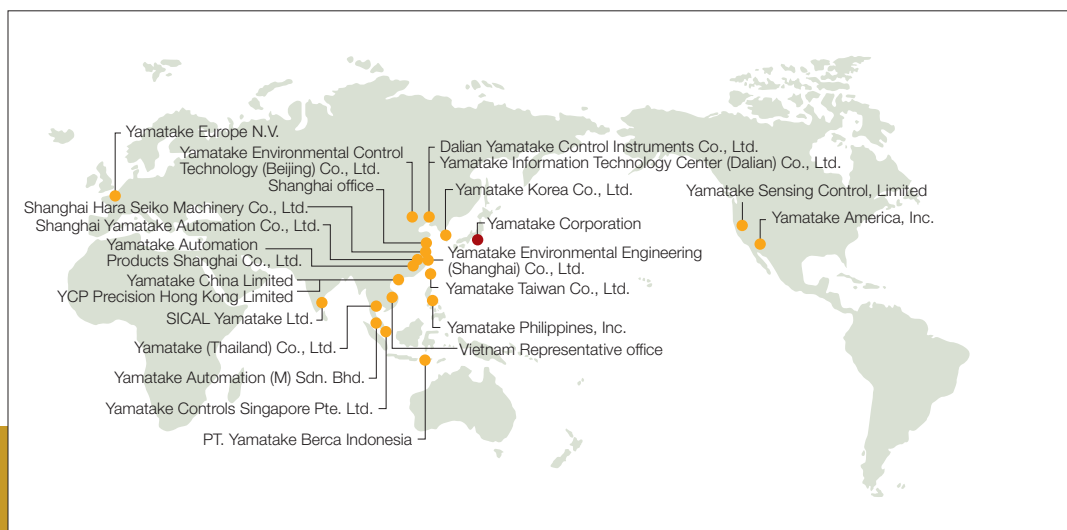 Yamatake Europe N.V.
Yamatake Environmental Control
Technology (Beijing) Co., Ltd.
Shanghai office
Shanghai Hara Seiko Machinery Co., Ltd.
Shanghai Yamatake Automation Co., Ltd.
Yamatake Automation
Products Shanghai Co., Ltd.
Yamatake China Limited
YCP Precision Hong Kong Limited
SICAL Yamatake Ltd.
Yamatake (Thailand) Co., Ltd.
Yamatake Automation (M) Sdn. Bhd.
Yamatake Controls Singapore Pte. Ltd.
PT. Yamatake Berca Indonesia
Dalian Yamatake Control Instruments Co., Ltd.
Yamatake Information Technology Center (Dalian) Co., Ltd.
Yamatake Korea Co., Ltd.
Yamatake Corporation
Yamatake Environmental Engineering
(Shanghai) Co., Ltd.
Yamatake Taiwan Co., Ltd.
Yamatake Philippines, Inc.
Vietnam Representative office
Yamatake Sensing Control, Limited
Yamatake America, Inc.